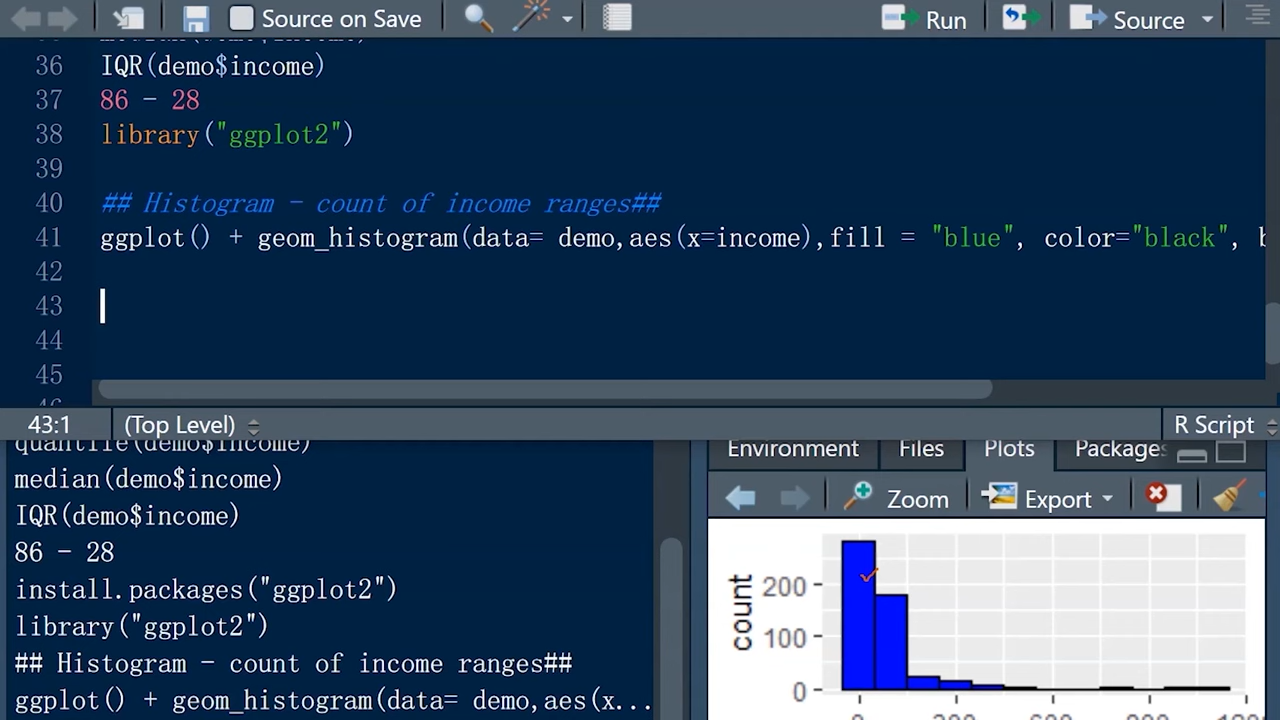 Source on Save Run Source
36 IQR(demo$income)
37 86 - 28
38 library("ggplot2")
39
40 ## Histogram - count of income ranges##
41 ggplot() + geom_histogram(data= demo,aes(x=income),fill = "blue", color="black", b
42
43
44
45
43:1 (Top Level) R Script
quantile(demo$income)
median(demo$income)
IQR(demo$income)
86 - 28
install.packages("ggplot2")
library("ggplot2")
## Histogram - count of income ranges##
ggplot() + geom_histogram(data= demo,aes(x...
Environment Files Plots Packages
Zoom Export
count
200
100
0